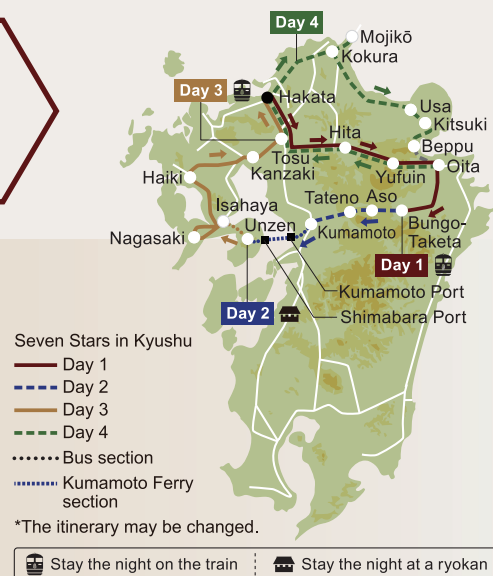 Day 4
Mojikō
Kokura
Day 3
Hakata
Usa
Kitsuki
Hita
Beppu
Tosu
Kanzaki
Yufuin
Oita
Haiki
Isahaya
Tateno
Aso
Unzen
Nagasaki
Kumamoto
Bungo-
Taketa
Day 1
Kumamoto Port
Day 2
Shimabara Port
Seven Stars in Kyushu
Day 1
Day 2
Day 3
Day 4
Bus section
Kumamoto Ferry
section
*The itinerary may be changed.
Stay the night on the train
Stay the night at a ryokan